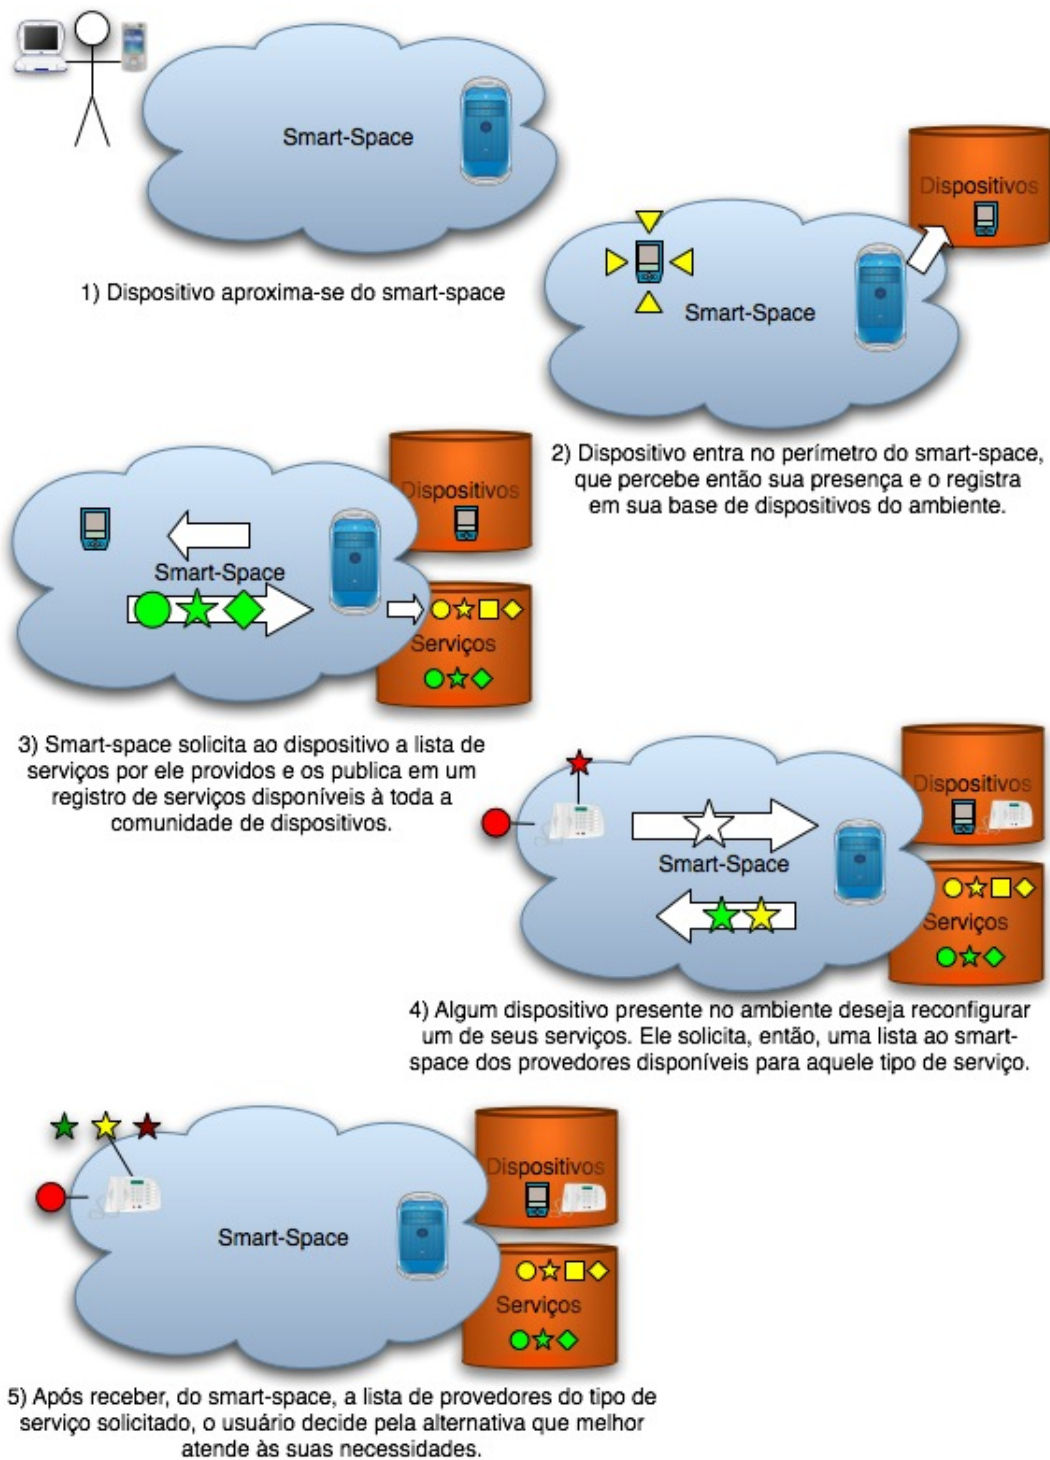 Smart-Space
1) Dispositivo aproxima-se do smart-space
Dispositivos
Smart-Space
2) Dispositivo entra no perímetro do smart-space,
que percebe então sua presença e o registra
em sua base de dispositivos do ambiente.
Dispositivos
Smart-Space
Serviços
3) Smart-space solicita ao dispositivo a lista de
serviços por ele providos e os publica em um
registro de serviços disponíveis à toda a
comunidade de dispositivos.
Dispositivos
Smart-Space
Serviços
4) Algum dispositivo presente no ambiente deseja reconfigurar
um de seus serviços. Ele solicita, então, uma lista ao smart-
space dos provedores disponíveis para aquele tipo de serviço.
Dispositivos
Smart-Space
Serviços
5) Após receber, do smart-space, a lista de provedores do tipo de
serviço solicitado, o usuário decide pela alternativa que melhor
atende às suas necessidades.